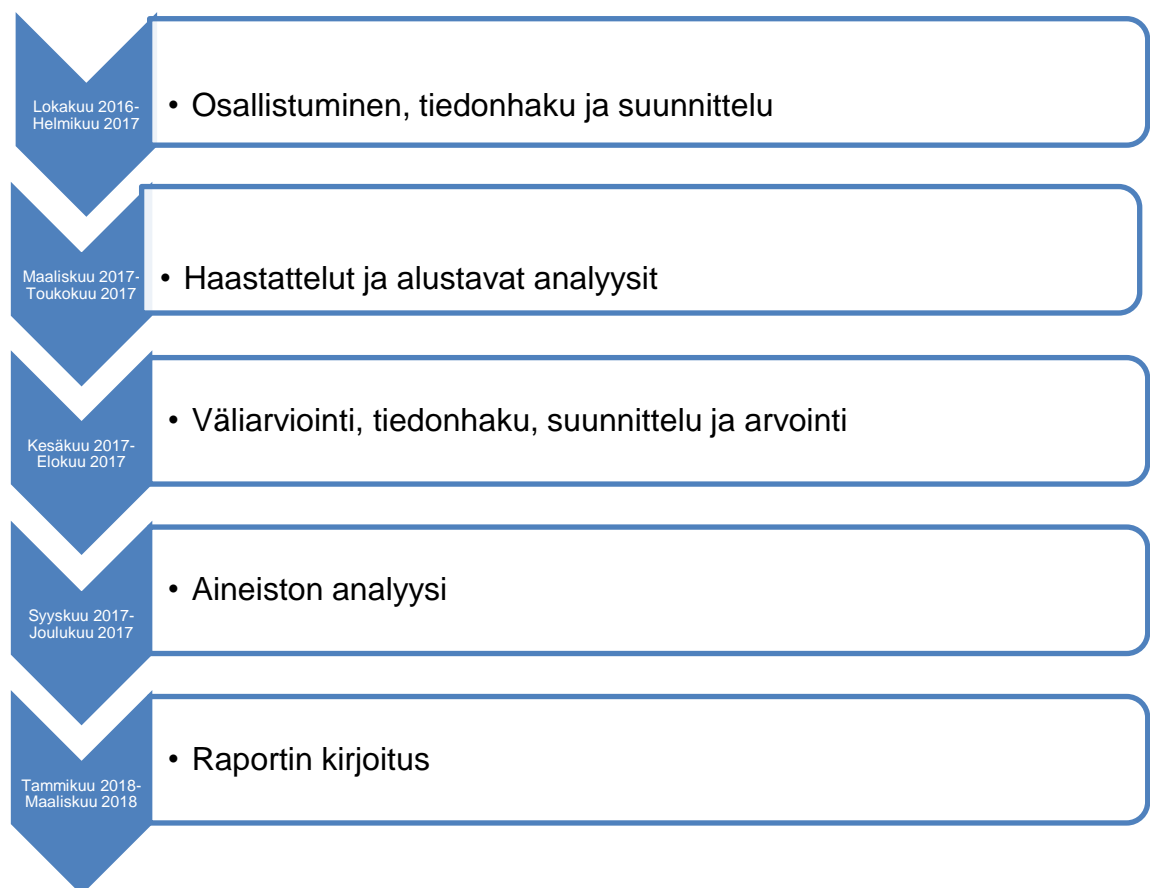 Lokakuu 2016-
Helmikuu 2017
• Osallistuminen, tiedonhaku ja suunnittelu
Maaliskuu 2017-
Toukokuu 2017
• Haastattelut ja alustavat analyysit
Kesäkuu 2017-
Elokuu 2017
• Väliarviointi, tiedonhaku, suunnittelu ja arvointi
Syyskuu 2017-
Joulukuu 2017
• Aineiston analyysi
Tammikuu 2018-
Maaliskuu 2018
• Raportin kirjoitus